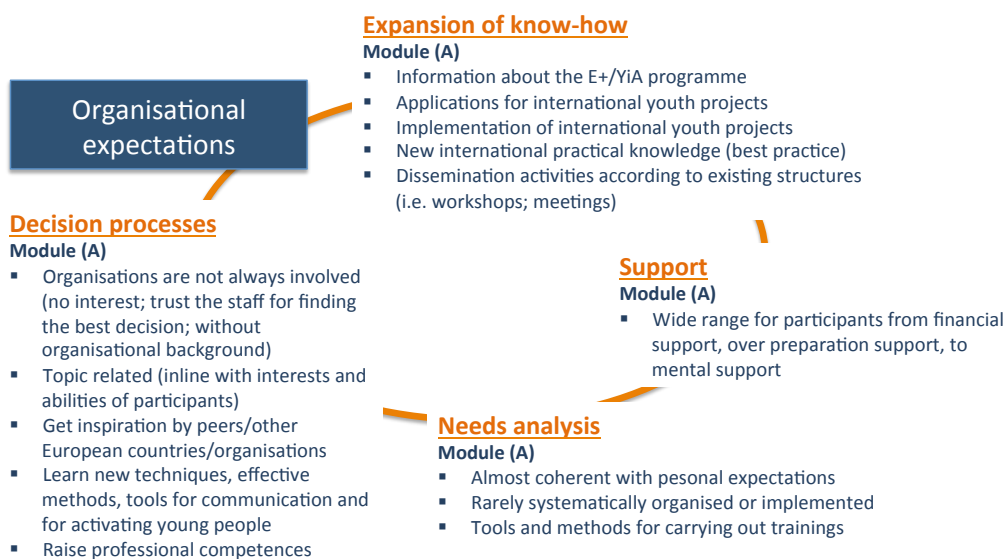 Organisational
expectations
Expansion of know-how
Module (A)
▪ Information about the E+/YiA programme
▪ Applications for international youth projects
▪ Implementation of international youth projects
▪ New international practical knowledge (best practice)
▪ Dissemination activities according to existing structures
(i.e. workshops; meetings)
Decision processes
Module (A)
▪ Organisations are not always involved
(no interest; trust the staff for finding
the best decision; without
organisational background)
▪ Topic related (inline with interests and
abilities of participants)
▪ Get inspiration by peers/other
European countries/organisations
▪ Learn new techniques, effective
methods, tools for communication and
for activating young people
▪ Raise professional competences
Support
Module (A)
▪ Wide range for participants from financial
support, over preparation support, to
mental support
Needs analysis
Module (A)
▪ Almost coherent with pesonal expectations
▪ Rarely systematically organised or implemented
▪ Tools and methods for carrying out trainings